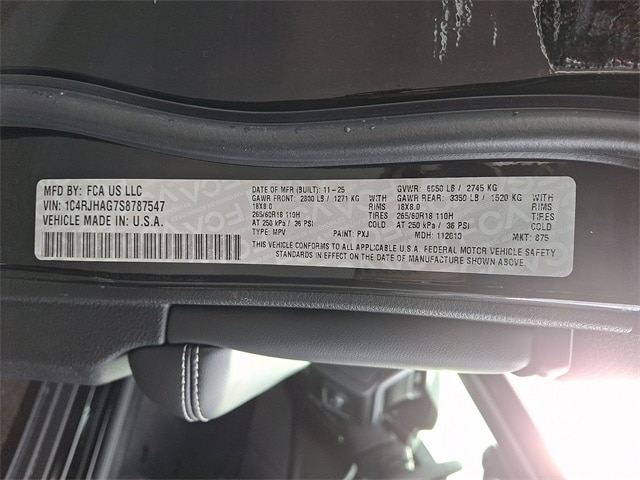 MFD BY: FCA US LLC
VIN: 1C4RJHAG7S8787547
VEHICLE MADE IN U.S.A.
DATE OF MFR (BUILT): 11-25 GVWR: 6050 LB / 2745 KG
GAWR FRONT: 2800 LB / 1271 KG WITH GAWR REAR: 3350 LB / 1520 KG WITH
18X8.0 RIMS 18X8.0 RIMS
265/60R18 110H TIRES 265/60R18 110H TIRES
AT 250 kPa / 36 PSI COLD AT 250 kPa / 36 PSI COLD
TYPE: MPV PAINT: PXJ MDH: 112013 MKT: 875
THIS VEHICLE CONFORMS TO ALL APPLICABLE U.S.A. FEDERAL MOTOR VEHICLE SAFETY
STANDARDS IN EFFECT ON THE DATE OF MANUFACTURE SHOWN ABOVE.